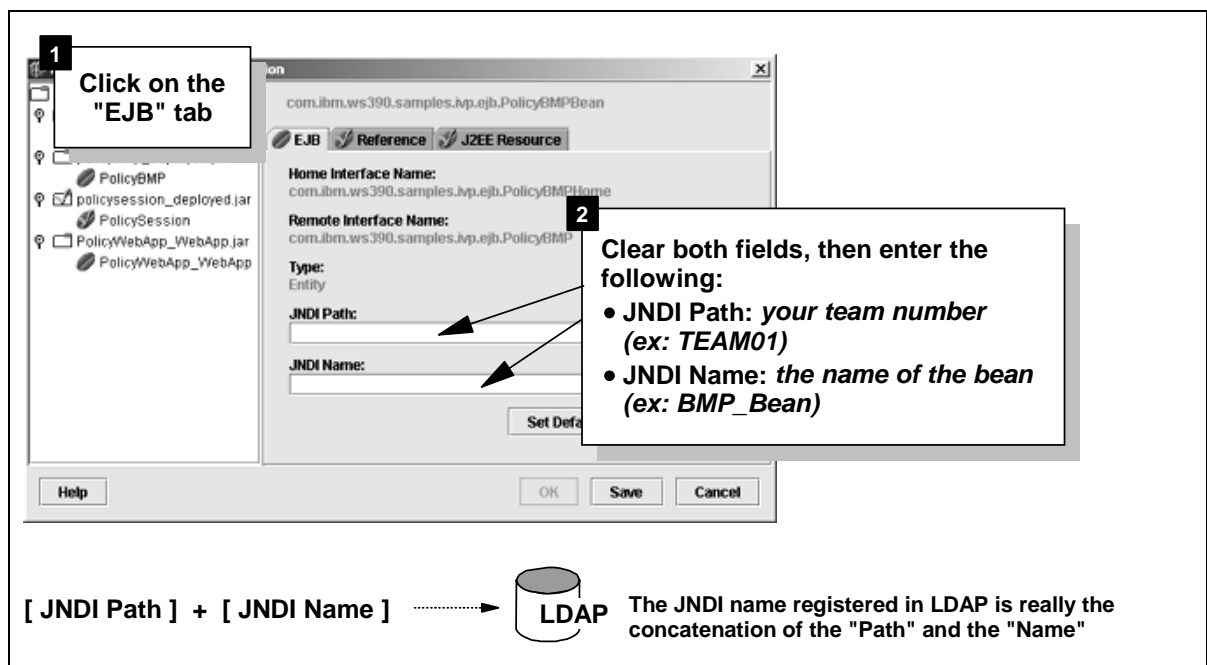 1
Click on the
"EJB" tab
ion
com.ibm.ws390.samples.ivp.ejb.PolicyBMPBean
EJB
Reference
J2EE Resource
PolicyBMP
policysession_deployed.jar
PolicySession
PolicyWebApp_WebApp.jar
PolicyWebApp_WebApp
Home Interface Name:
com.ibm.ws390.samples.ivp.ejb.PolicyBMPHome
Remote Interface Name:
com.ibm.ws390.samples.ivp.ejb.PolicyBMP
Type:
Entity
JNDI Path:
JNDI Name:
Set Defa
2
Clear both fields, then enter the
following:
• JNDI Path: your team number
(ex: TEAM01)
• JNDI Name: the name of the bean
(ex: BMP_Bean)
Help
OK
Save
Cancel
[ JNDI Path ] + [ JNDI Name ]
LDAP
The JNDI name registered in LDAP is really the
concatenation of the "Path" and the "Name"